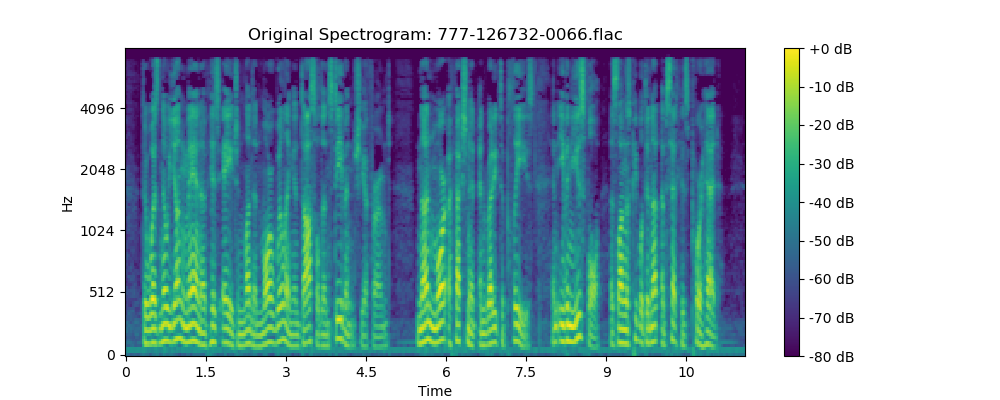 Original Spectrogram: 777-126732-0066.flac
+0 dB
4096
-10 dB
-20 dB
2048
-30 dB
Hz
1024
-40 dB
-50 dB
512
-60 dB
-70 dB
0
-80 dB
0 1.5 3 4.5 6 7.5 9 10
Time